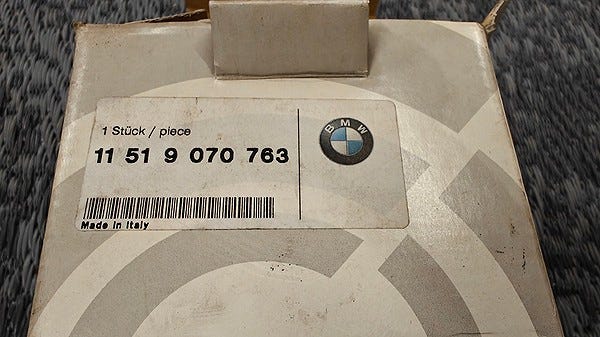 1 Stück / piece
11 51 9 070 763
BMW
Made in Italy